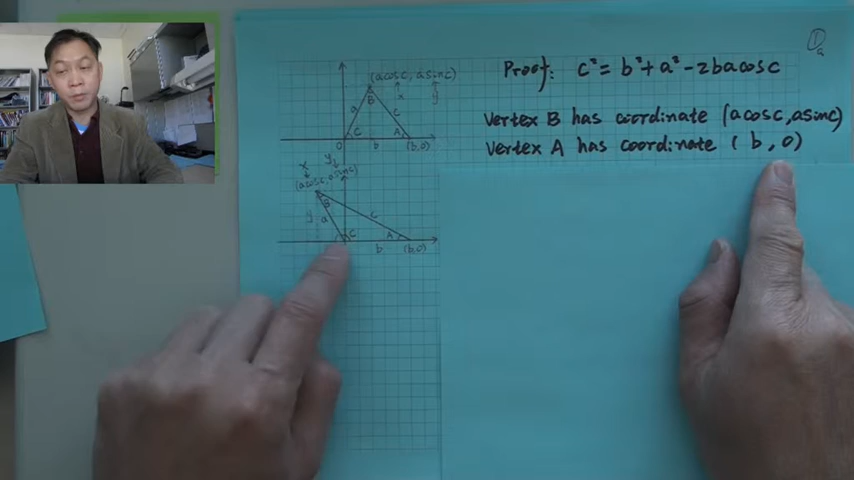 ①/a
Proof: c² = b² + a² - 2bacosc
Vertex B has coordinate (acosc, asinc)
Vertex A has coordinate (b, 0)
(acosc, asinc)
x y
B
a c
0 C b A (b,0)
y
x
(acosc, asinc)
B
y a c
C A
b (b,0)